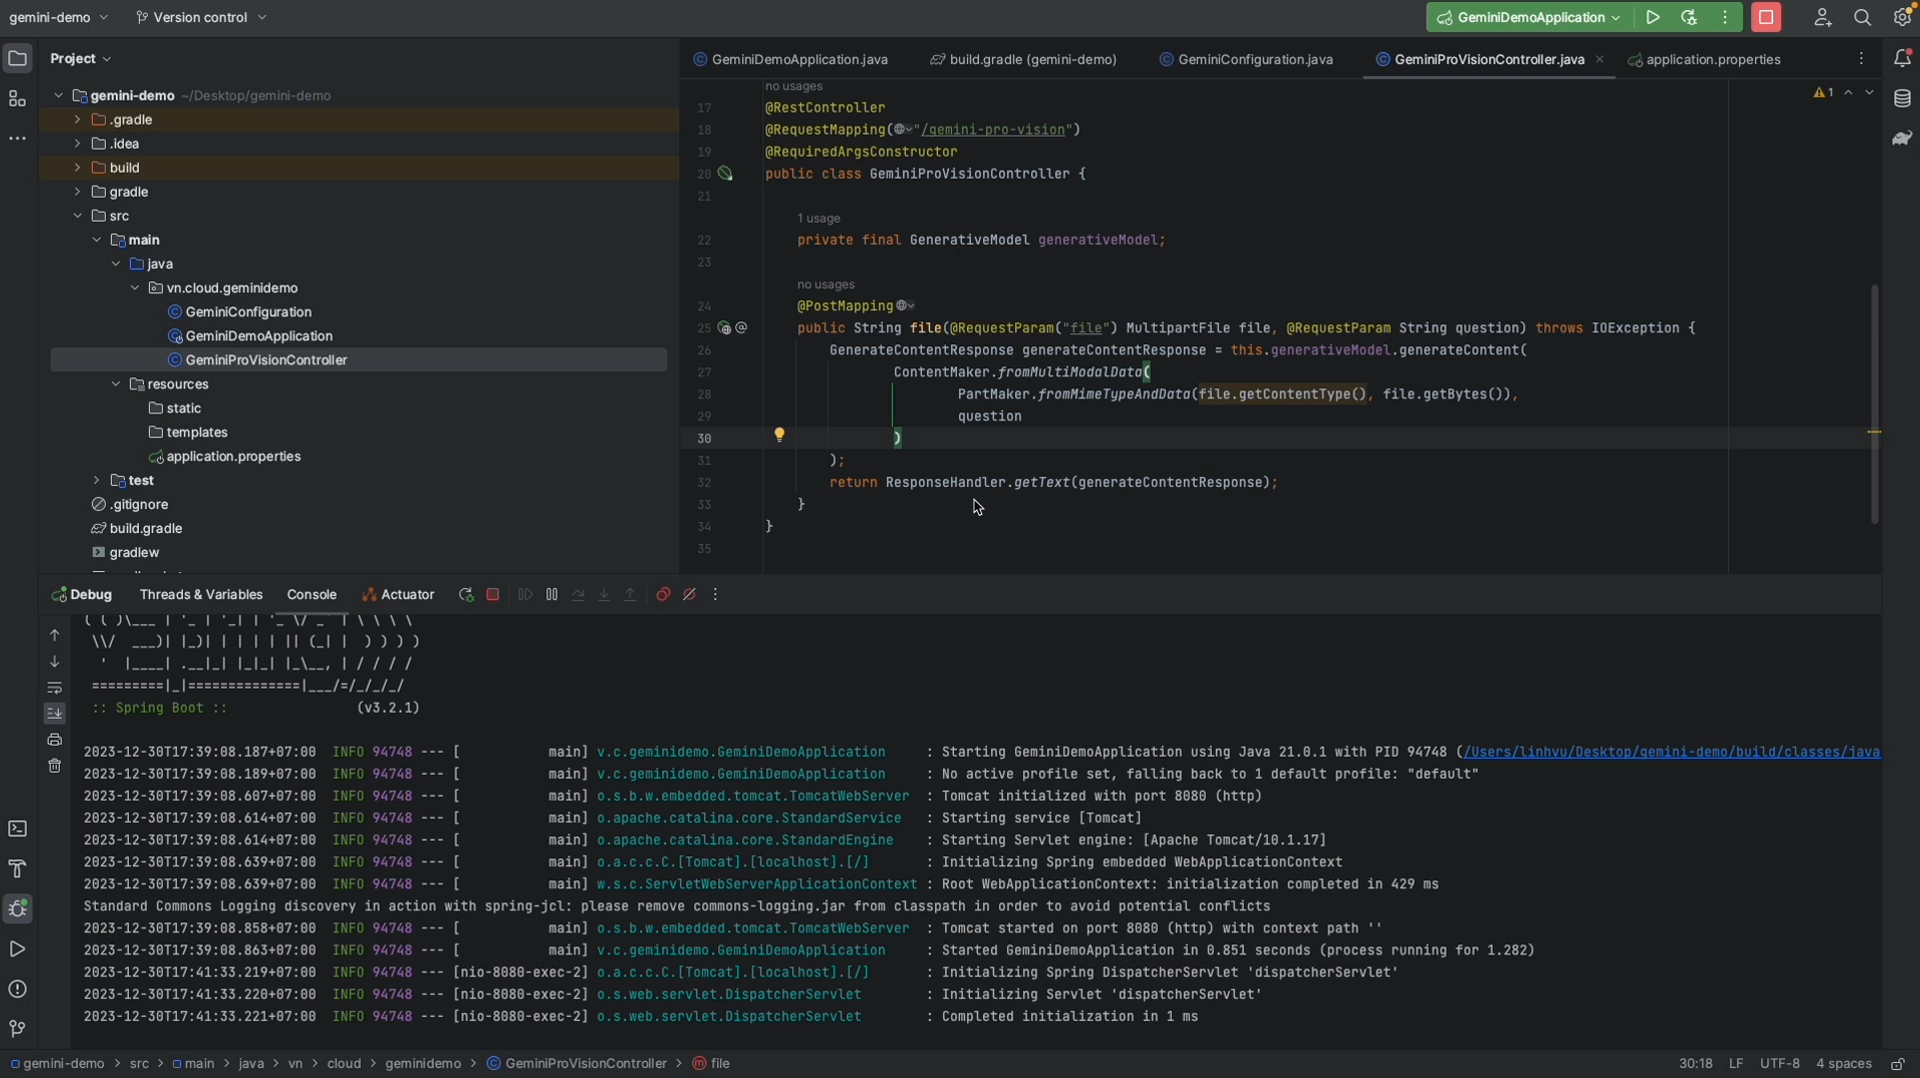 gemini-demo
Version control
GeminiDemoApplication
Project
GeminiDemoApplication.java
build.gradle (gemini-demo)
GeminiConfiguration.java
GeminiProVisionController.java
application.properties
gemini-demo ~/Desktop/gemini-demo
.gradle
.idea
build
gradle
src
main
java
vn.cloud.geminidemo
GeminiConfiguration
GeminiDemoApplication
GeminiProVisionController
resources
static
templates
application.properties
test
.gitignore
build.gradle
gradlew
1
no usages
17 @RestController
18 @RequestMapping("/gemini-pro-vision")
19 @RequiredArgsConstructor
20 public class GeminiProVisionController {
21
1 usage
22 private final GenerativeModel generativeModel;
23
no usages
24 @PostMapping
25 public String file(@RequestParam("file") MultipartFile file, @RequestParam String question) throws IOException {
26 GenerateContentResponse generateContentResponse = this.generativeModel.generateContent(
27 ContentMaker.fromMultiModalData(
28 PartMaker.fromMimeTypeAndData(file.getContentType(), file.getBytes()),
29 question
30 )
31 );
32 return ResponseHandler.getText(generateContentResponse);
33 }
34 }
35
Debug
Threads & Variables
Console
Actuator
( ( )\___ | '_ | '_| | '_ \/ _` | \ \ \ \
\\/  ___)| |_)| | | | | || (_| |  ) ) ) )
'  |____| .__|_| |_|_| |_\__, | / / / /
=========|_|==============|___/=/_/_/_/
:: Spring Boot :: (v3.2.1)
2023-12-30T17:39:08.187+07:00 INFO 94748 --- [ main] v.c.geminidemo.GeminiDemoApplication : Starting GeminiDemoApplication using Java 21.0.1 with PID 94748 (/Users/linhvu/Desktop/gemini-demo/build/classes/java
2023-12-30T17:39:08.189+07:00 INFO 94748 --- [ main] v.c.geminidemo.GeminiDemoApplication : No active profile set, falling back to 1 default profile: "default"
2023-12-30T17:39:08.607+07:00 INFO 94748 --- [ main] o.s.b.w.embedded.tomcat.TomcatWebServer : Tomcat initialized with port 8080 (http)
2023-12-30T17:39:08.614+07:00 INFO 94748 --- [ main] o.apache.catalina.core.StandardService : Starting service [Tomcat]
2023-12-30T17:39:08.614+07:00 INFO 94748 --- [ main] o.apache.catalina.core.StandardEngine : Starting Servlet engine: [Apache Tomcat/10.1.17]
2023-12-30T17:39:08.639+07:00 INFO 94748 --- [ main] o.a.c.c.C.[Tomcat].[localhost].[/] : Initializing Spring embedded WebApplicationContext
2023-12-30T17:39:08.639+07:00 INFO 94748 --- [ main] w.s.c.ServletWebServerApplicationContext : Root WebApplicationContext: initialization completed in 429 ms
Standard Commons Logging discovery in action with spring-jcl: please remove commons-logging.jar from classpath in order to avoid potential conflicts
2023-12-30T17:39:08.858+07:00 INFO 94748 --- [ main] o.s.b.w.embedded.tomcat.TomcatWebServer : Tomcat started on port 8080 (http) with context path ''
2023-12-30T17:39:08.863+07:00 INFO 94748 --- [ main] v.c.geminidemo.GeminiDemoApplication : Started GeminiDemoApplication in 0.851 seconds (process running for 1.282)
2023-12-30T17:41:33.219+07:00 INFO 94748 --- [nio-8080-exec-2] o.a.c.c.C.[Tomcat].[localhost].[/] : Initializing Spring DispatcherServlet 'dispatcherServlet'
2023-12-30T17:41:33.220+07:00 INFO 94748 --- [nio-8080-exec-2] o.s.web.servlet.DispatcherServlet : Initializing Servlet 'dispatcherServlet'
2023-12-30T17:41:33.221+07:00 INFO 94748 --- [nio-8080-exec-2] o.s.web.servlet.DispatcherServlet : Completed initialization in 1 ms
gemini-demo > src > main > java > vn > cloud > geminidemo > GeminiProVisionController > file
30:18 LF UTF-8 4 spaces